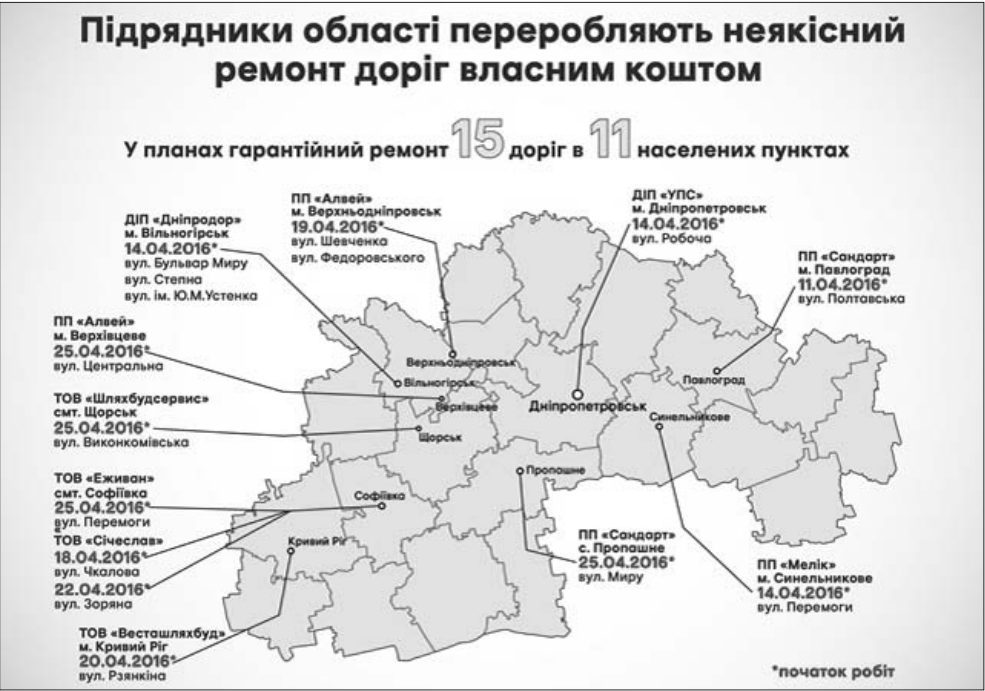 Підрядники області переробляють неякісний
ремонт доріг власним коштом
У планах гарантійний ремонт 15 доріг в 11 населених пунктах
ДІП «Дніпродор»
м. Вільногірськ
14.04.2016*
вул. Бульвар Миру
вул. Степна
вул. ім. Ю.М.Устенка
ПП «Алвей»
м. Верхньодніпровськ
19.04.2016*
вул. Шевченка
вул. Федоровського
ДІП «УПС»
м. Дніпропетровськ
14.04.2016*
вул. Робоча
ПП «Сандарт»
м. Павлоград
11.04.2016*
вул. Полтавська
ПП «Алвей»
м. Верхівцеве
25.04.2016*
вул. Центральна
ТОВ «Шляхбудсервис»
смт. Щорськ
25.04.2016*
вул. Виконкомівська
ТОВ «Еживан»
смт. Софіївка
25.04.2016*
вул. Перемоги
ТОВ «Січеслав»
18.04.2016*
вул. Чкалова
22.04.2016*
вул. Зоряна
ТОВ «Весташляхбуд»
м. Кривий Ріг
20.04.2016*
вул. Рзянкіна
Верхньодніпровськ
Вільногірськ
Верхівцеве
Щорськ
Дніпропетровськ
Павлоград
Синельникове
Пропашне
Софіївка
Кривий Ріг
ПП «Сандарт»
с. Пропашне
25.04.2016*
вул. Миру
ПП «Мелік»
м. Синельникове
14.04.2016*
вул. Перемоги
*початок робіт